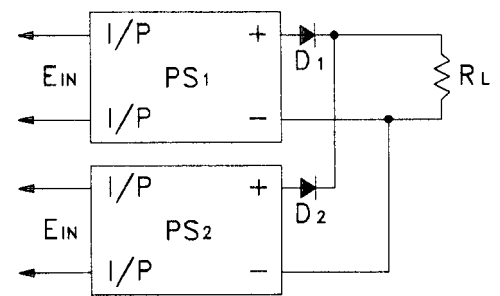 I/P +
D1
EIN PS1 RL
I/P −
I/P +
D2
EIN PS2
I/P −